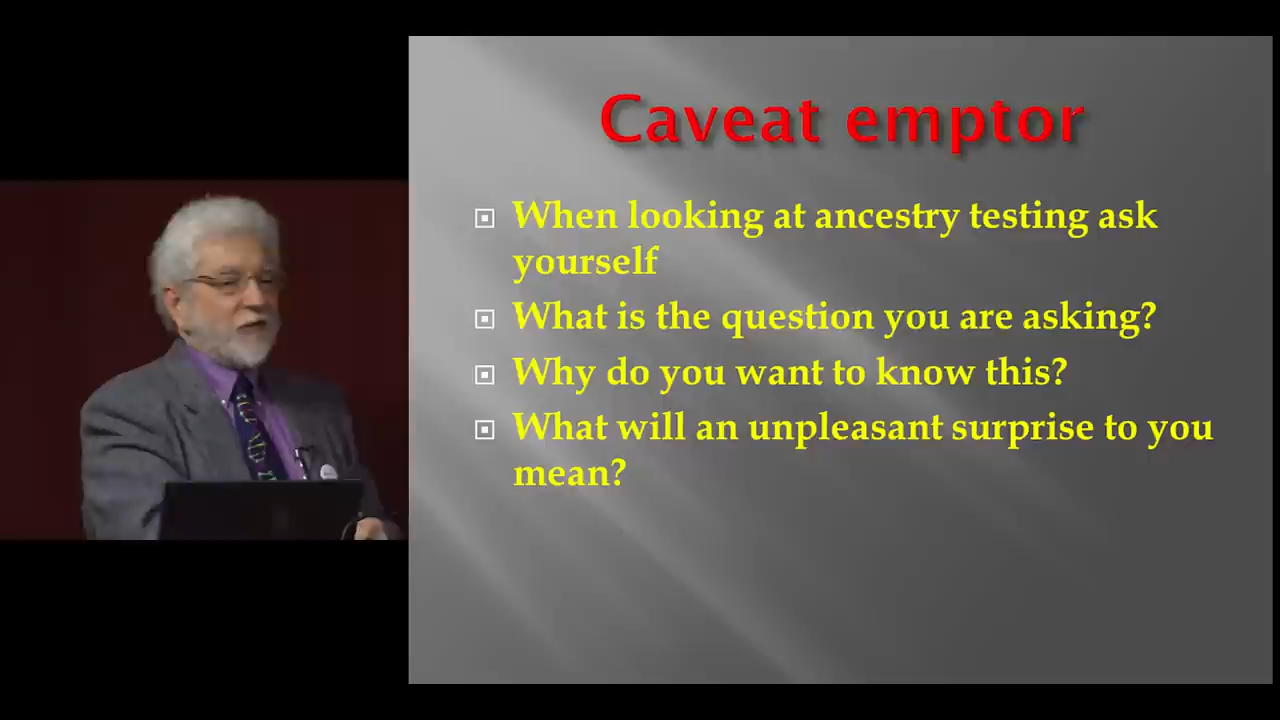 Caveat emptor
When looking at ancestry testing ask
yourself
What is the question you are asking?
Why do you want to know this?
What will an unpleasant surprise to you
mean?